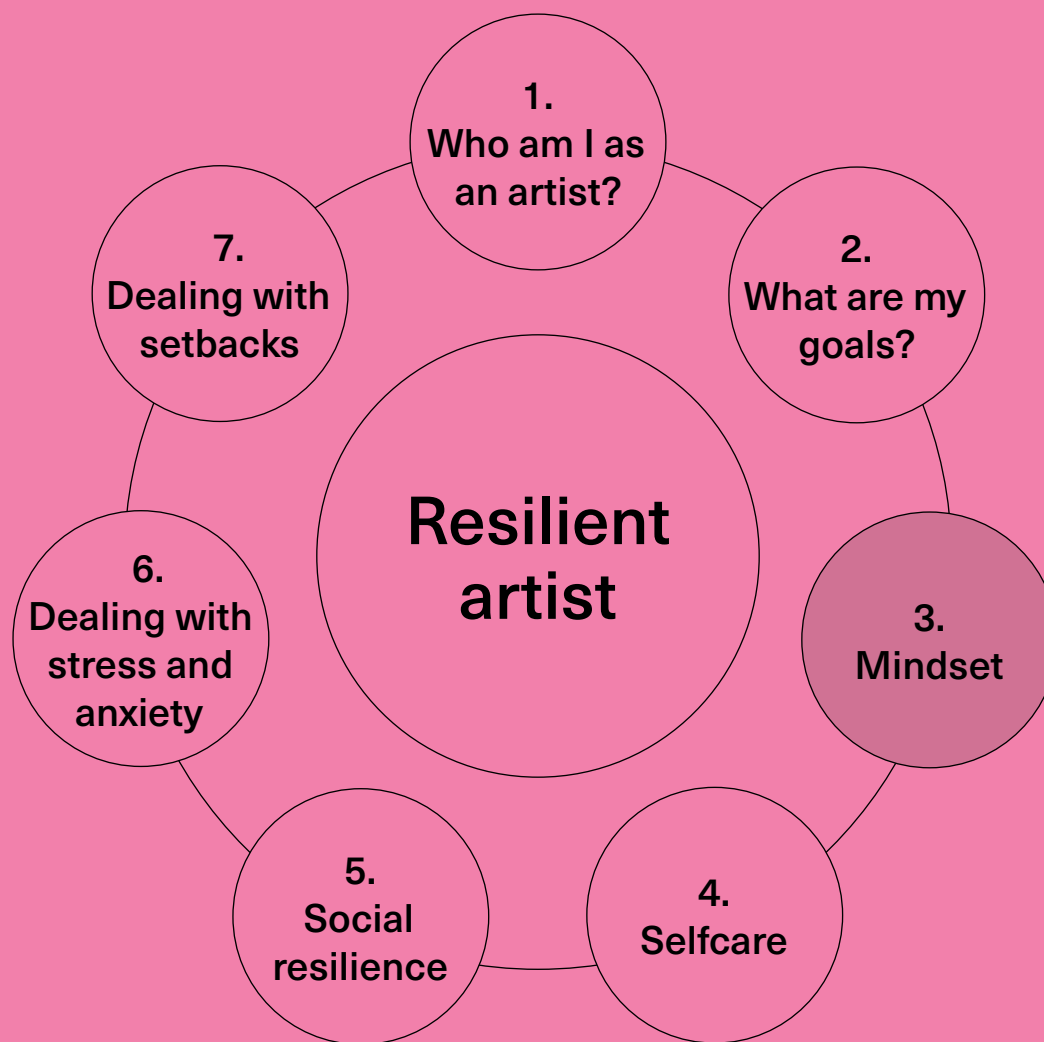 1.
Who am I as
an artist?
2.
What are my
goals?
3.
Mindset
4.
Selfcare
5.
Social
resilience
6.
Dealing with
stress and
anxiety
7.
Dealing with
setbacks
Resilient
artist